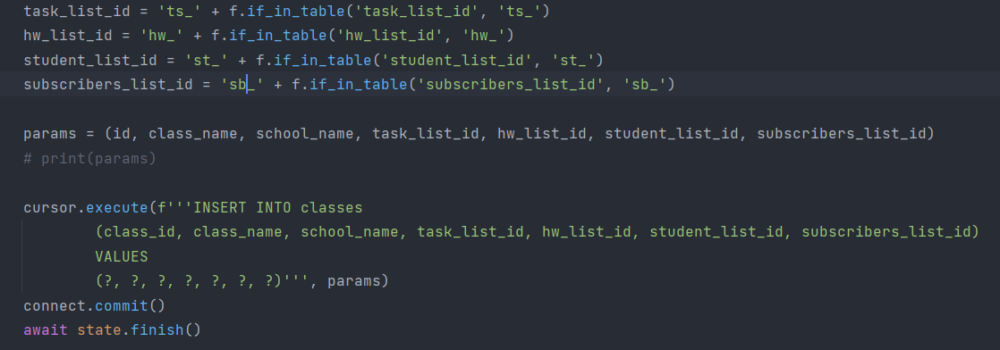 task_list_id = 'ts_' + f.if_in_table('task_list_id', 'ts_')
hw_list_id = 'hw_' + f.if_in_table('hw_list_id', 'hw_')
student_list_id = 'st_' + f.if_in_table('student_list_id', 'st_')
subscribers_list_id = 'sb_' + f.if_in_table('subscribers_list_id', 'sb_')
params = (id, class_name, school_name, task_list_id, hw_list_id, student_list_id, subscribers_list_id)
# print(params)
cursor.execute(f'''INSERT INTO classes
(class_id, class_name, school_name, task_list_id, hw_list_id, student_list_id, subscribers_list_id)
VALUES
(?, ?, ?, ?, ?, ?, ?)''', params)
connect.commit()
await state.finish()